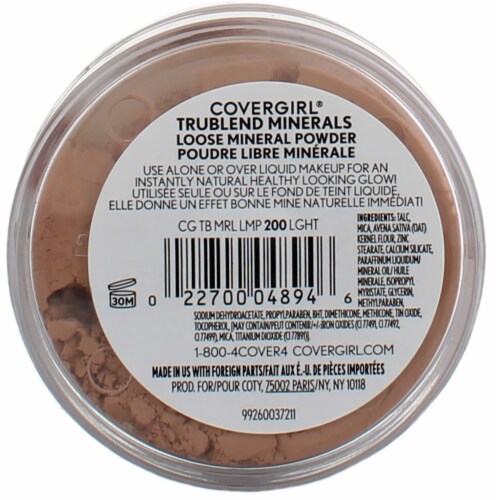 COVERGIRL®
TRUBLEND MINERALS
LOOSE MINERAL POWDER
POUDRE LIBRE MINÉRALE
USE ALONE OR OVER LIQUID MAKEUP FOR AN
INSTANTLY NATURAL HEALTHY LOOKING GLOW!
UTILISÉE SEULE OU SUR LE FOND DE TEINT LIQUIDE,
ELLE DONNE UN EFFET BONNE MINE NATURELLE IMMÉDIAT!
CG TB MRL LMP 200 LGHT
30M
0 22700 04894 6
INGREDIENTS: TALC,
MICA, AVENA SATIVA (OAT)
KERNEL FLOUR, ZINC
STEARATE, CALCIUM SILICATE,
PARAFFINUM LIQUIDUM/
MINERAL OIL/HUILE
MINÉRALE, ISOPROPYL
MYRISTATE, GLYCERIN,
METHYLPARABEN,
SODIUM DEHYDROACETATE, PROPYLPARABEN, BHT, DIMETHICONE, METHICONE, TIN OXIDE,
TOCOPHEROL, (MAY CONTAIN/PEUT CONTENIR/+/-:IRON OXIDES (CI 77491, CI 77492,
CI 77499), MICA, TITANIUM DIOXIDE (CI 77891)].
1-800-4COVER4 COVERGIRL.COM
MADE IN US WITH FOREIGN PARTS/FAIT AUX É.-U. DE PIÈCES IMPORTÉES
PROD. FOR/POUR COTY, 75002 PARIS/NY, NY 10118
99260037211